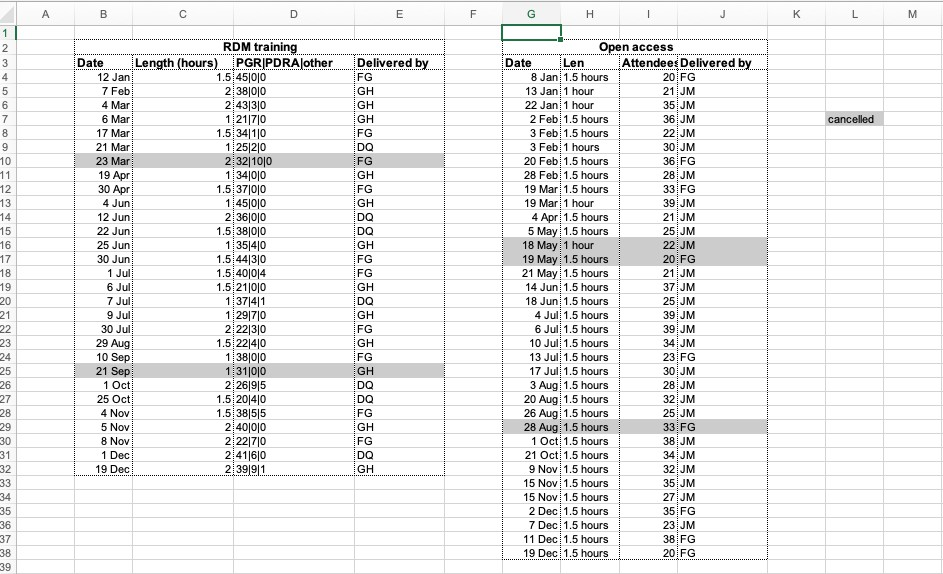 A B C D E F G H I J K L M
1
2 RDM training Open access
3 Date Length (hours) PGR|PDRA|other Delivered by Date Len Attendees Delivered by
4 12 Jan 1.5 45|0|0 FG 8 Jan 1.5 hours 20 FG
5 7 Feb 2 38|0|0 GH 13 Jan 1 hour 21 JM
6 4 Mar 2 43|3|0 GH 22 Jan 1 hour 35 JM
7 6 Mar 1 21|7|0 GH 2 Feb 1.5 hours 36 JM cancelled
8 17 Mar 1.5 34|1|0 FG 3 Feb 1.5 hours 22 JM
9 21 Mar 1 25|2|0 DQ 3 Feb 1 hours 30 JM
10 23 Mar 2 32|10|0 FG 20 Feb 1.5 hours 36 FG
11 19 Apr 1 34|0|0 GH 28 Feb 1.5 hours 28 JM
12 30 Apr 1.5 37|0|0 FG 19 Mar 1.5 hours 33 FG
13 4 Jun 1 45|0|0 GH 19 Mar 1 hour 39 JM
14 12 Jun 2 36|0|0 DQ 4 Apr 1.5 hours 21 JM
15 22 Jun 1.5 38|0|0 DQ 5 May 1.5 hours 25 JM
16 25 Jun 1 35|4|0 GH 18 May 1 hour 22 JM
17 30 Jun 1.5 44|3|0 FG 19 May 1.5 hours 20 FG
18 1 Jul 1.5 40|0|4 FG 21 May 1.5 hours 21 JM
19 6 Jul 1.5 21|0|0 GH 14 Jun 1.5 hours 37 JM
20 7 Jul 1 37|4|1 DQ 18 Jun 1.5 hours 25 JM
21 9 Jul 1 29|7|0 GH 4 Jul 1.5 hours 39 JM
22 30 Jul 2 22|3|0 FG 6 Jul 1.5 hours 39 JM
23 29 Aug 1.5 22|4|0 GH 10 Jul 1.5 hours 34 JM
24 10 Sep 1 38|0|0 FG 13 Jul 1.5 hours 23 FG
25 21 Sep 1 31|0|0 GH 17 Jul 1.5 hours 30 JM
26 1 Oct 2 26|9|5 DQ 3 Aug 1.5 hours 28 JM
27 25 Oct 1.5 20|4|0 DQ 20 Aug 1.5 hours 32 JM
28 4 Nov 1.5 38|5|5 FG 26 Aug 1.5 hours 25 JM
29 5 Nov 2 40|0|0 GH 28 Aug 1.5 hours 33 FG
30 8 Nov 2 22|7|0 FG 1 Oct 1.5 hours 38 JM
31 1 Dec 2 41|6|0 DQ 21 Oct 1.5 hours 34 JM
32 19 Dec 2 39|9|1 GH 9 Nov 1.5 hours 32 JM
33 15 Nov 1.5 hours 35 JM
34 15 Nov 1.5 hours 27 JM
35 2 Dec 1.5 hours 35 FG
36 7 Dec 1.5 hours 23 JM
37 11 Dec 1.5 hours 38 FG
38 19 Dec 1.5 hours 20 FG
39